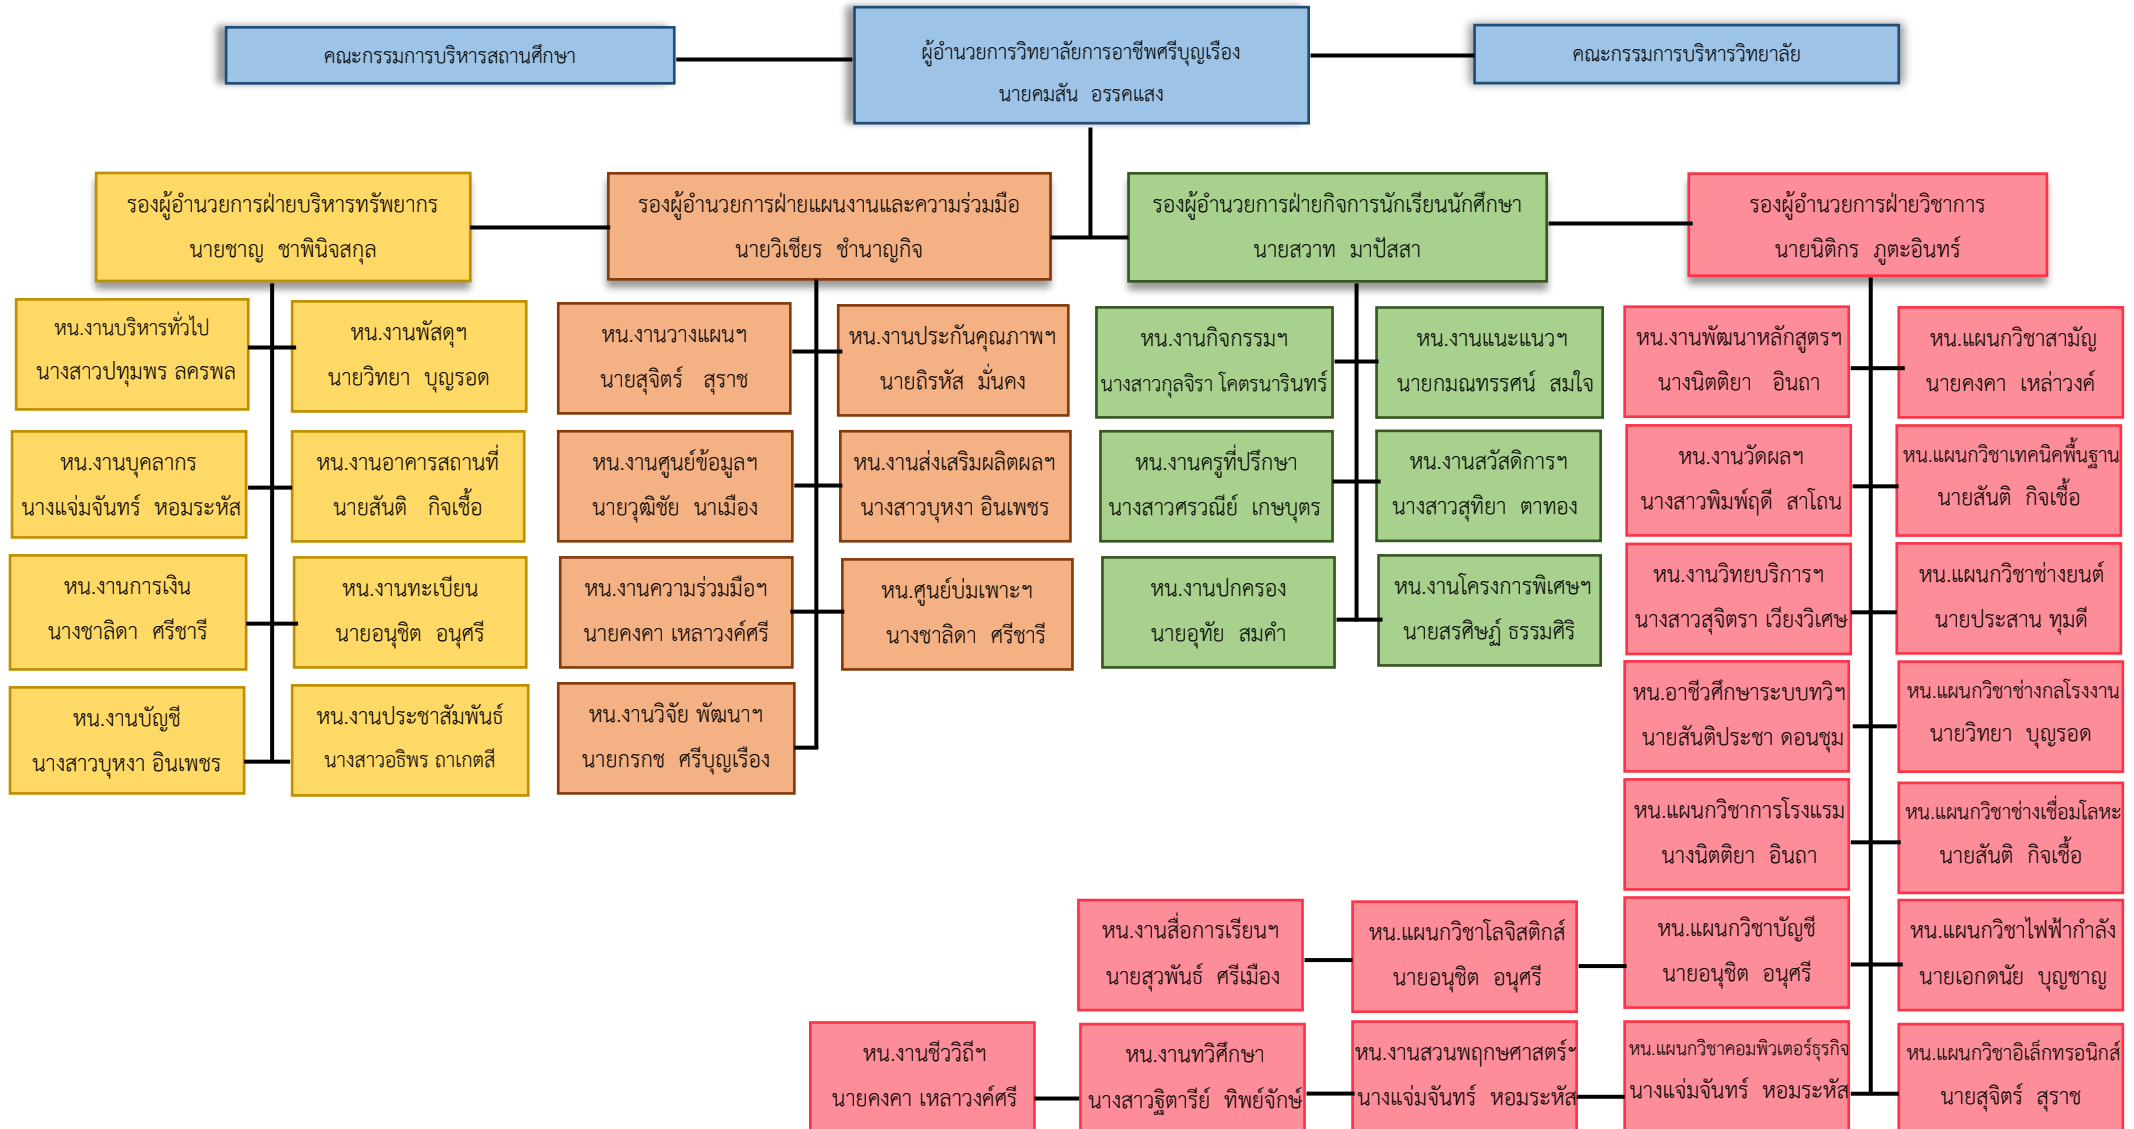 คณะกรรมการบริหารสถานศึกษา
ผู้อำนวยการวิทยาลัยการอาชีพศรีบุญเรือง
นายคมสัน อรรคแสง
คณะกรรมการบริหารวิทยาลัย
รองผู้อำนวยการฝ่ายบริหารทรัพยากร
นายชาญ ชาพินิจสกุล
รองผู้อำนวยการฝ่ายแผนงานและความร่วมมือ
นายวิเชียร ชำนาญกิจ
รองผู้อำนวยการฝ่ายกิจการนักเรียนนักศึกษา
นายสวาท มาปัสสา
รองผู้อำนวยการฝ่ายวิชาการ
นายนิติกร ภูตะอินทร์
หน.งานบริหารทั่วไป
นางสาวปทุมพร ลครพล
หน.งานพัสดุฯ
นายวิทยา บุญรอด
หน.งานบุคลากร
นางแจ่มจันทร์ หอมระหัส
หน.งานอาคารสถานที่
นายสันติ กิจเชื้อ
หน.งานการเงิน
นางชาลิดา ศรีชารี
หน.งานทะเบียน
นายอนุชิต อนุศรี
หน.งานบัญชี
นางสาวบุหงา อินเพชร
หน.งานประชาสัมพันธ์
นางสาวอธิพร ถาเกตสี
หน.งานวางแผนฯ
นายสุจิตร์ สุราช
หน.งานประกันคุณภาพฯ
นายถิรหัส มั่นคง
หน.งานศูนย์ข้อมูลฯ
นายวุฒิชัย นาเมือง
หน.งานส่งเสริมผลิตผลฯ
นางสาวบุหงา อินเพชร
หน.งานความร่วมมือฯ
นายคงคา เหลาวงค์ศรี
หน.ศูนย์บ่มเพาะฯ
นางชาลิดา ศรีชารี
หน.งานวิจัย พัฒนาฯ
นายกรกช ศรีบุญเรือง
หน.งานกิจกรรมฯ
นางสาวกุลจิรา โคตรนารินทร์
หน.งานแนะแนวฯ
นายกมณทรรศน์ สมใจ
หน.งานครูที่ปรึกษา
นางสาวศรวณีย์ เกษบุตร
หน.งานสวัสดิการฯ
นางสาวสุทิยา ตาทอง
หน.งานปกครอง
นายอุทัย สมคำ
หน.งานโครงการพิเศษฯ
นายสรศิษฏ์ ธรรมศิริ
หน.งานพัฒนาหลักสูตรฯ
นางนิตติยา อินถา
หน.แผนกวิชาสามัญ
นายคงคา เหล่าวงค์
หน.งานวัดผลฯ
นางสาวพิมพ์ฤดี สาโถน
หน.แผนกวิชาเทคนิคพื้นฐาน
นายสันติ กิจเชื้อ
หน.งานวิทยบริการฯ
นางสาวสุจิตรา เวียงวิเศษ
หน.แผนกวิชาช่างยนต์
นายประสาน ทุมดี
หน.อาชีวศึกษาระบบทวิฯ
นายสันติประชา ดอนชุม
หน.แผนกวิชาช่างกลโรงงาน
นายวิทยา บุญรอด
หน.แผนกวิชาการโรงแรม
นางนิตติยา อินถา
หน.แผนกวิชาช่างเชื่อมโลหะ
นายสันติ กิจเชื้อ
หน.งานสื่อการเรียนฯ
นายสุวพันธ์ ศรีเมือง
หน.แผนกวิชาโลจิสติกส์
นายอนุชิต อนุศรี
หน.แผนกวิชาบัญชี
นายอนุชิต อนุศรี
หน.แผนกวิชาไฟฟ้ากำลัง
นายเอกดนัย บุญชาญ
หน.งานชีววิถีฯ
นายคงคา เหลาวงค์ศรี
หน.งานทวิศึกษา
นางสาวฐิตารีย์ ทิพย์จักษ์
หน.งานสวนพฤกษศาสตร์ฯ
นางแจ่มจันทร์ หอมระหัส
หน.แผนกวิชาคอมพิวเตอร์ธุรกิจ
นางแจ่มจันทร์ หอมระหัส
หน.แผนกวิชาอิเล็กทรอนิกส์
นายสุจิตร์ สุราช